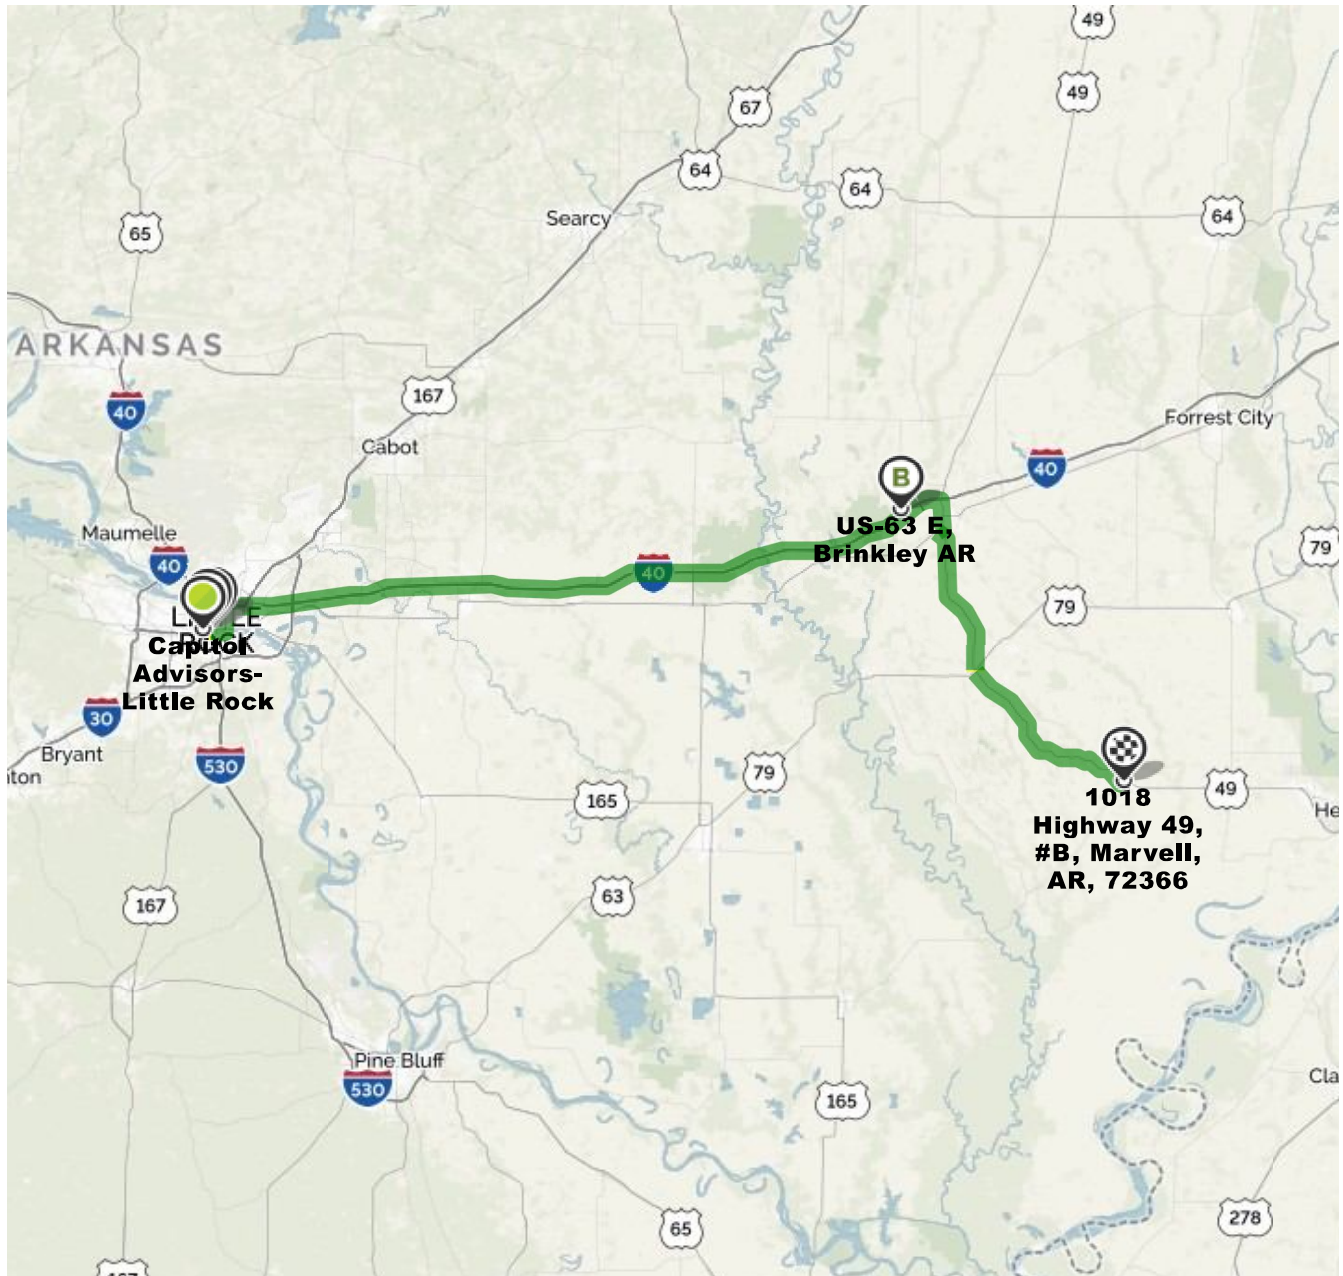 49
49
67
64
64
64
65
Searcy
ARKANSAS
167
40
Forrest City
Cabot
40
B
Maumelle
US-63 E,
Brinkley AR
79
40
40
79
LITTLE
ROCK
Capitol
Advisors-
Little Rock
30
Bryant
530
79
165
49
1018
Highway 49,
#B, Marvell,
AR, 72366
167
63
Pine Bluff
530
165
65
278